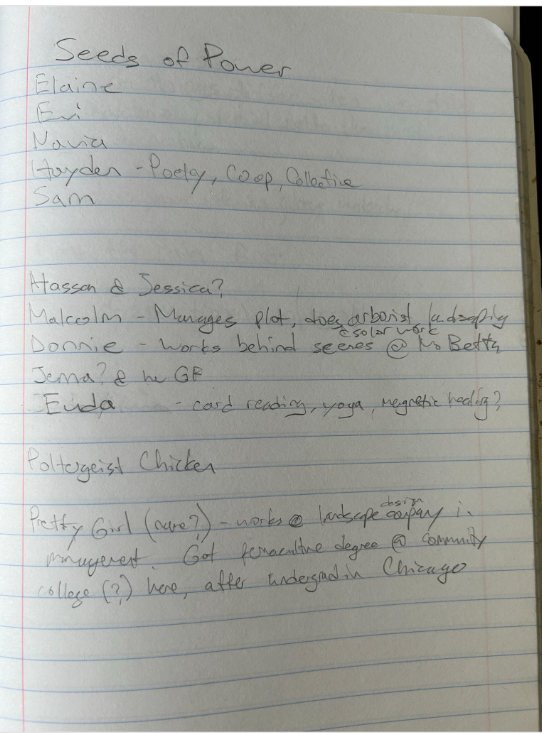 Seeds of Power
Elaine
Evi
Navia
Hayden - Poetry, Coop, Collective
Sam
Hassan & Jessica?
Malcolm - Manages plot, does arborist, ladscaping
& solar work
Donnie - works behind scenes @ Mo Betta
Jenna? & her GF
Euda - card reading, yoga, magnetic healing?
Poltergeist Chicken
Pretty Girl (name?) - works @ landscape design company in
management. Got permaculture degree @ community
college (?) here, after undergrad in Chicago